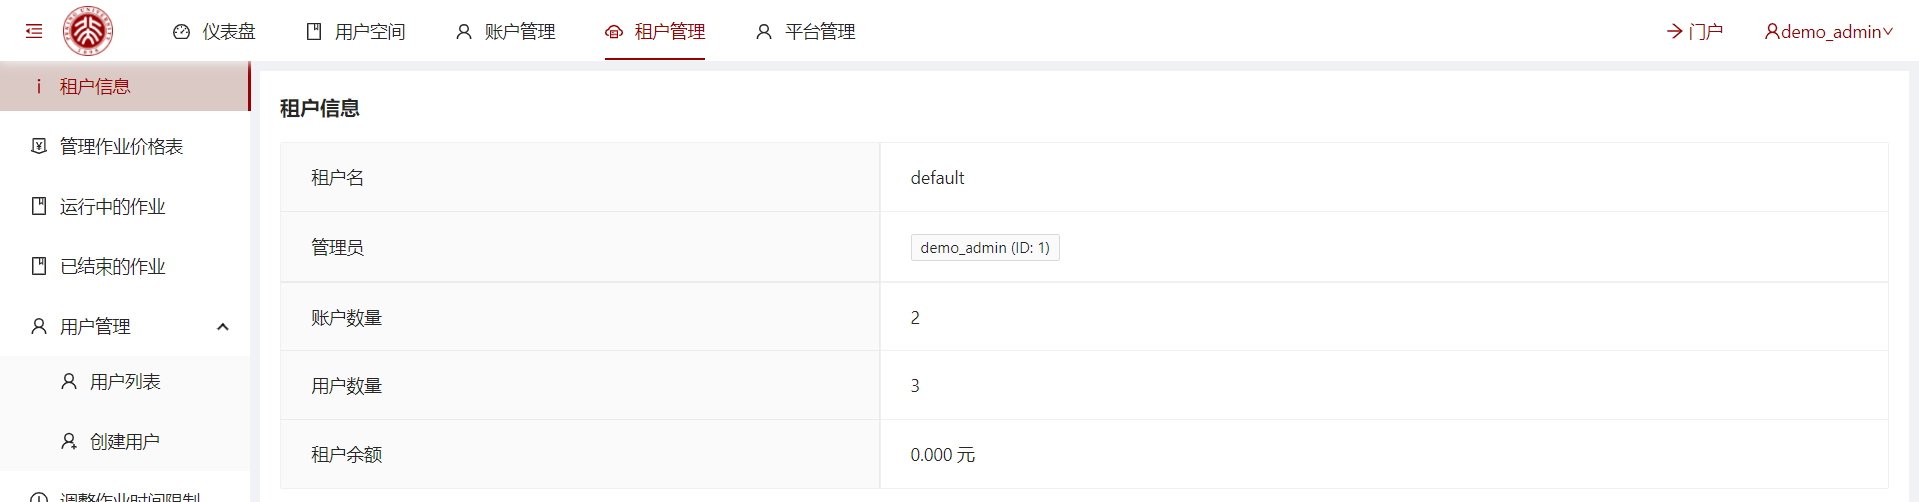 仪表盘 用户空间 账户管理 租户管理 平台管理 门户 demo_admin
租户信息
管理作业价格表
运行中的作业
已结束的作业
用户管理
用户列表
创建用户
调整作业时间限制
租户信息
租户名 default
管理员 demo_admin (ID: 1)
账户数量 2
用户数量 3
租户余额 0.000 元